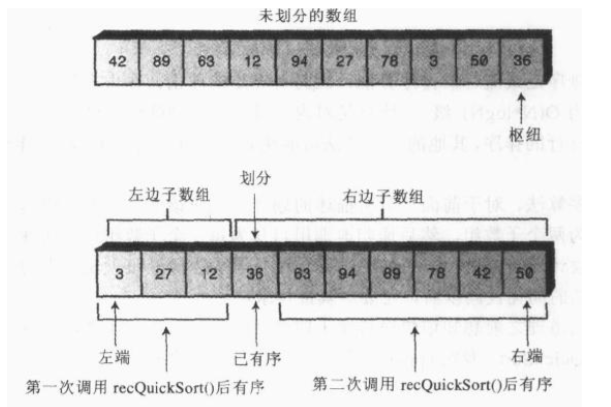 未划分的数组
42 89 63 12 94 27 78 3 50 36
枢纽
划分
左边子数组 右边子数组
3 27 12 36 63 94 69 78 42 50
左端 已有序 右端
第一次调用 recQuickSort()后有序 第二次调用 recQuickSort()后有序